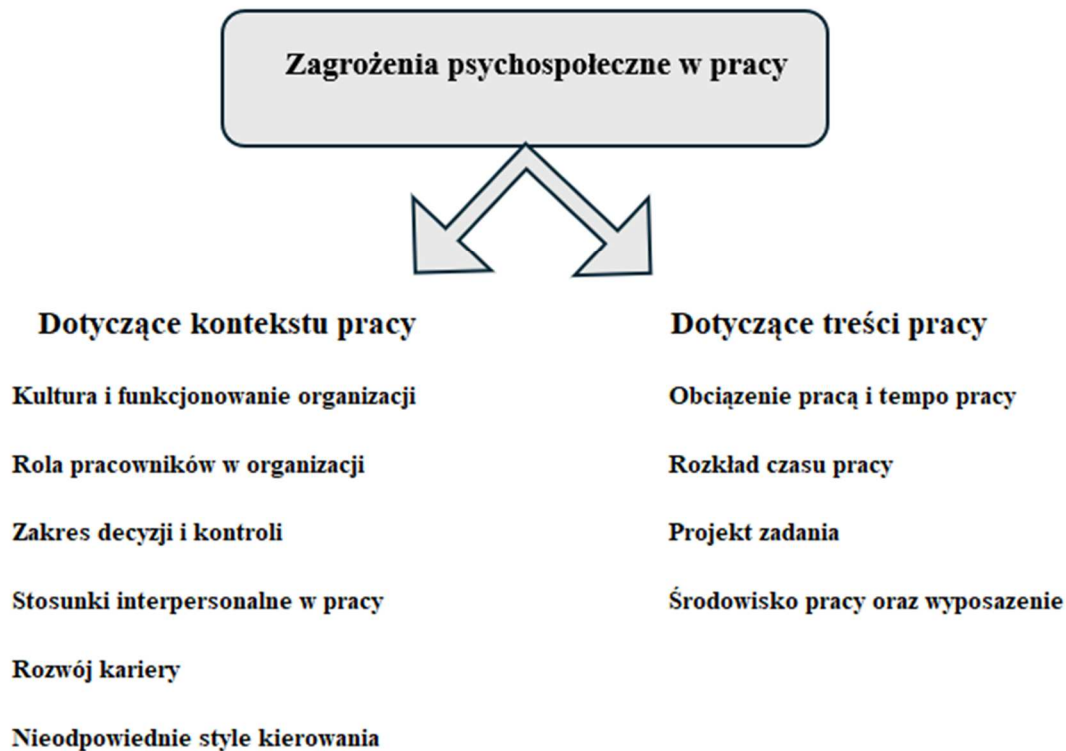 Zagrożenia psychospołeczne w pracy
Dotyczące kontekstu pracy
Kultura i funkcjonowanie organizacji
Rola pracowników w organizacji
Zakres decyzji i kontroli
Stosunki interpersonalne w pracy
Rozwój kariery
Nieodpowiednie style kierowania
Dotyczące treści pracy
Obciązenie pracą i tempo pracy
Rozkład czasu pracy
Projekt zadania
Środowisko pracy oraz wyposazenie